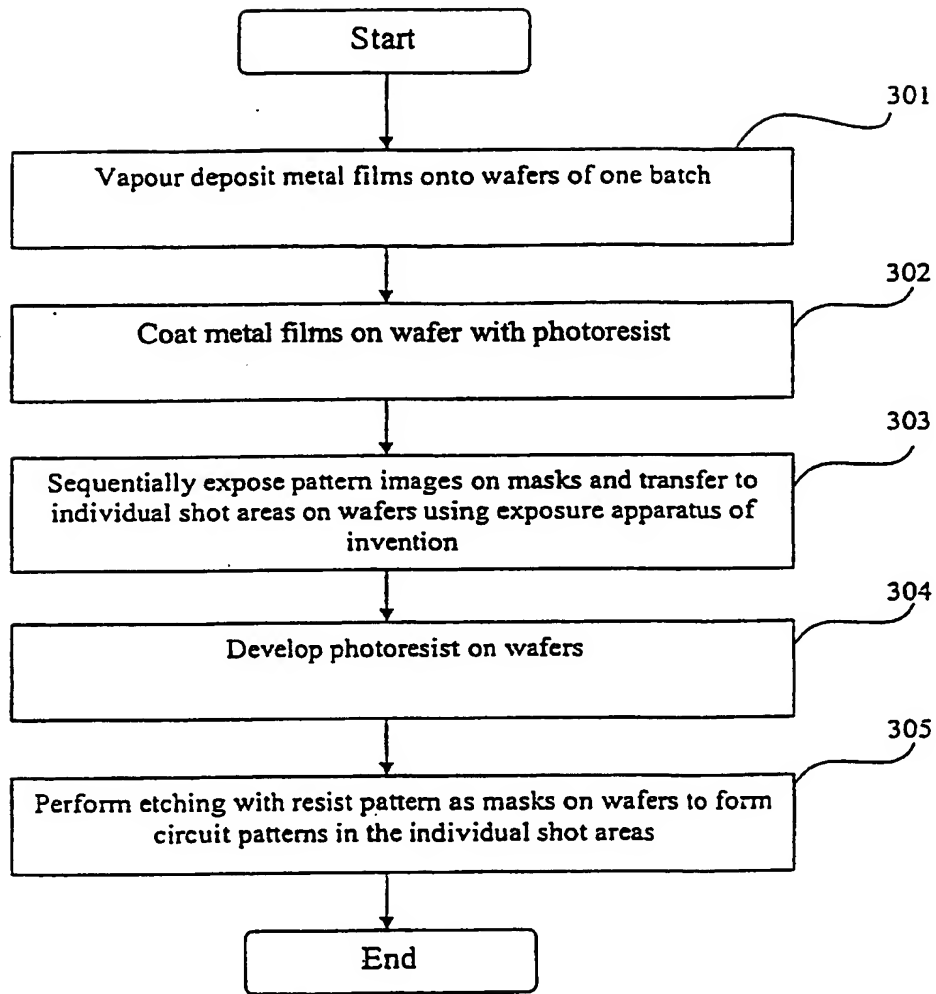 Start
301
Vapour deposit metal films onto wafers of one batch
302
Coat metal films on wafer with photoresist
303
Sequentially expose pattern images on masks and transfer to
individual shot areas on wafers using exposure apparatus of
invention
304
Develop photoresist on wafers
305
Perform etching with resist pattern as masks on wafers to form
circuit patterns in the individual shot areas
End